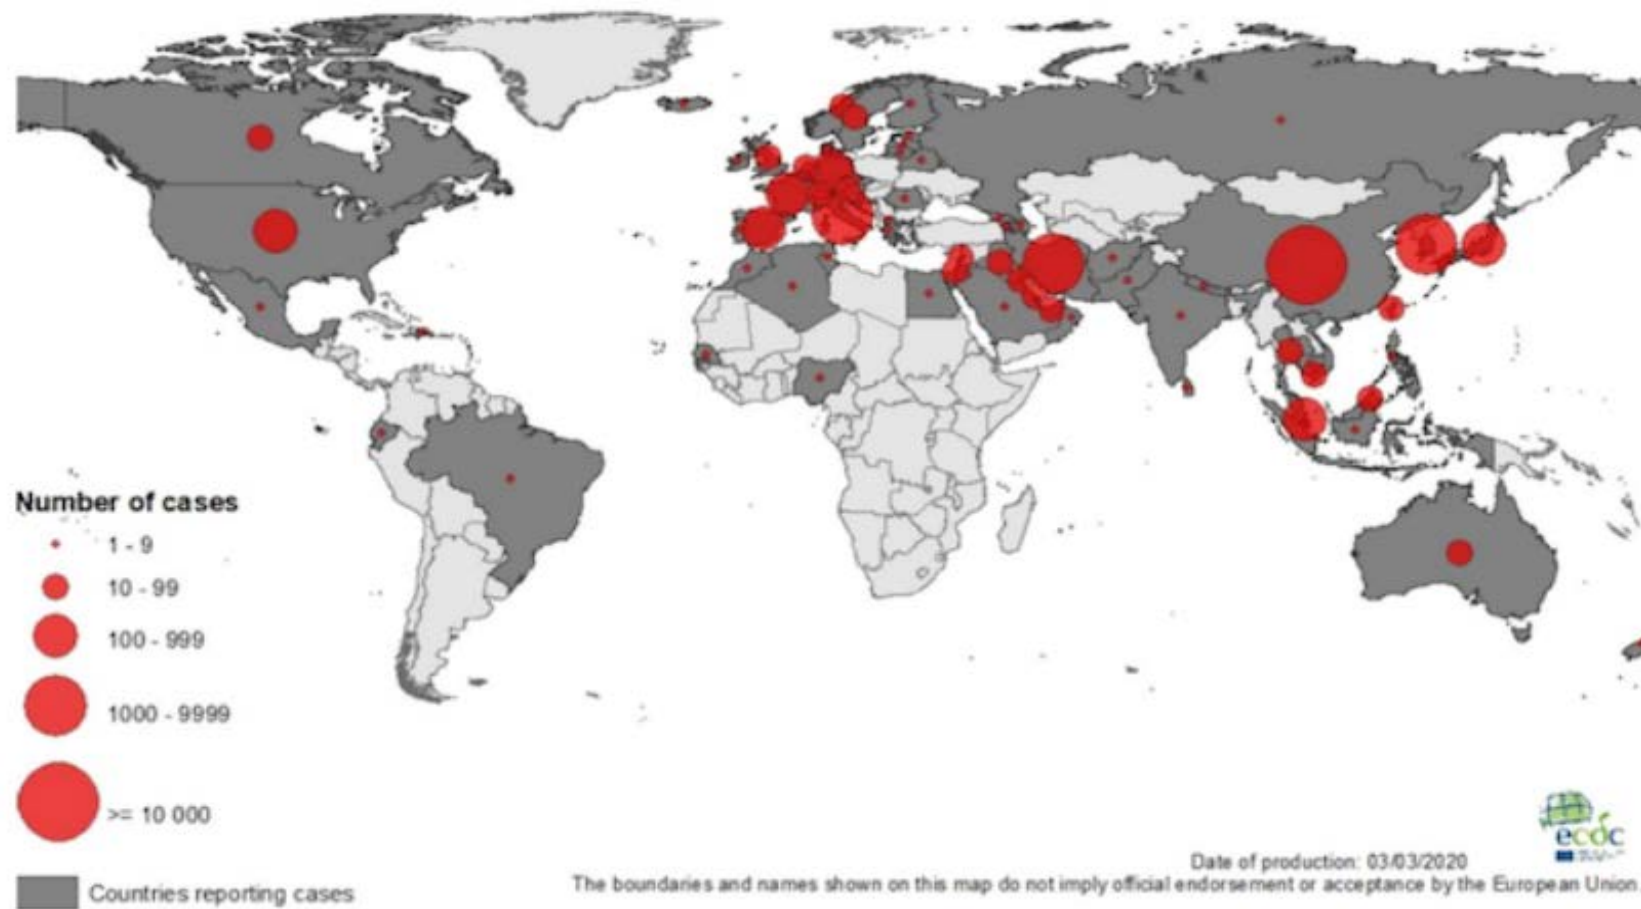 Number of cases
1 - 9
10 - 99
100 - 999
1000 - 9999
>= 10 000
Countries reporting cases
ecdc
Date of production: 03/03/2020
The boundaries and names shown on this map do not imply official endorsement or acceptance by the European Union.